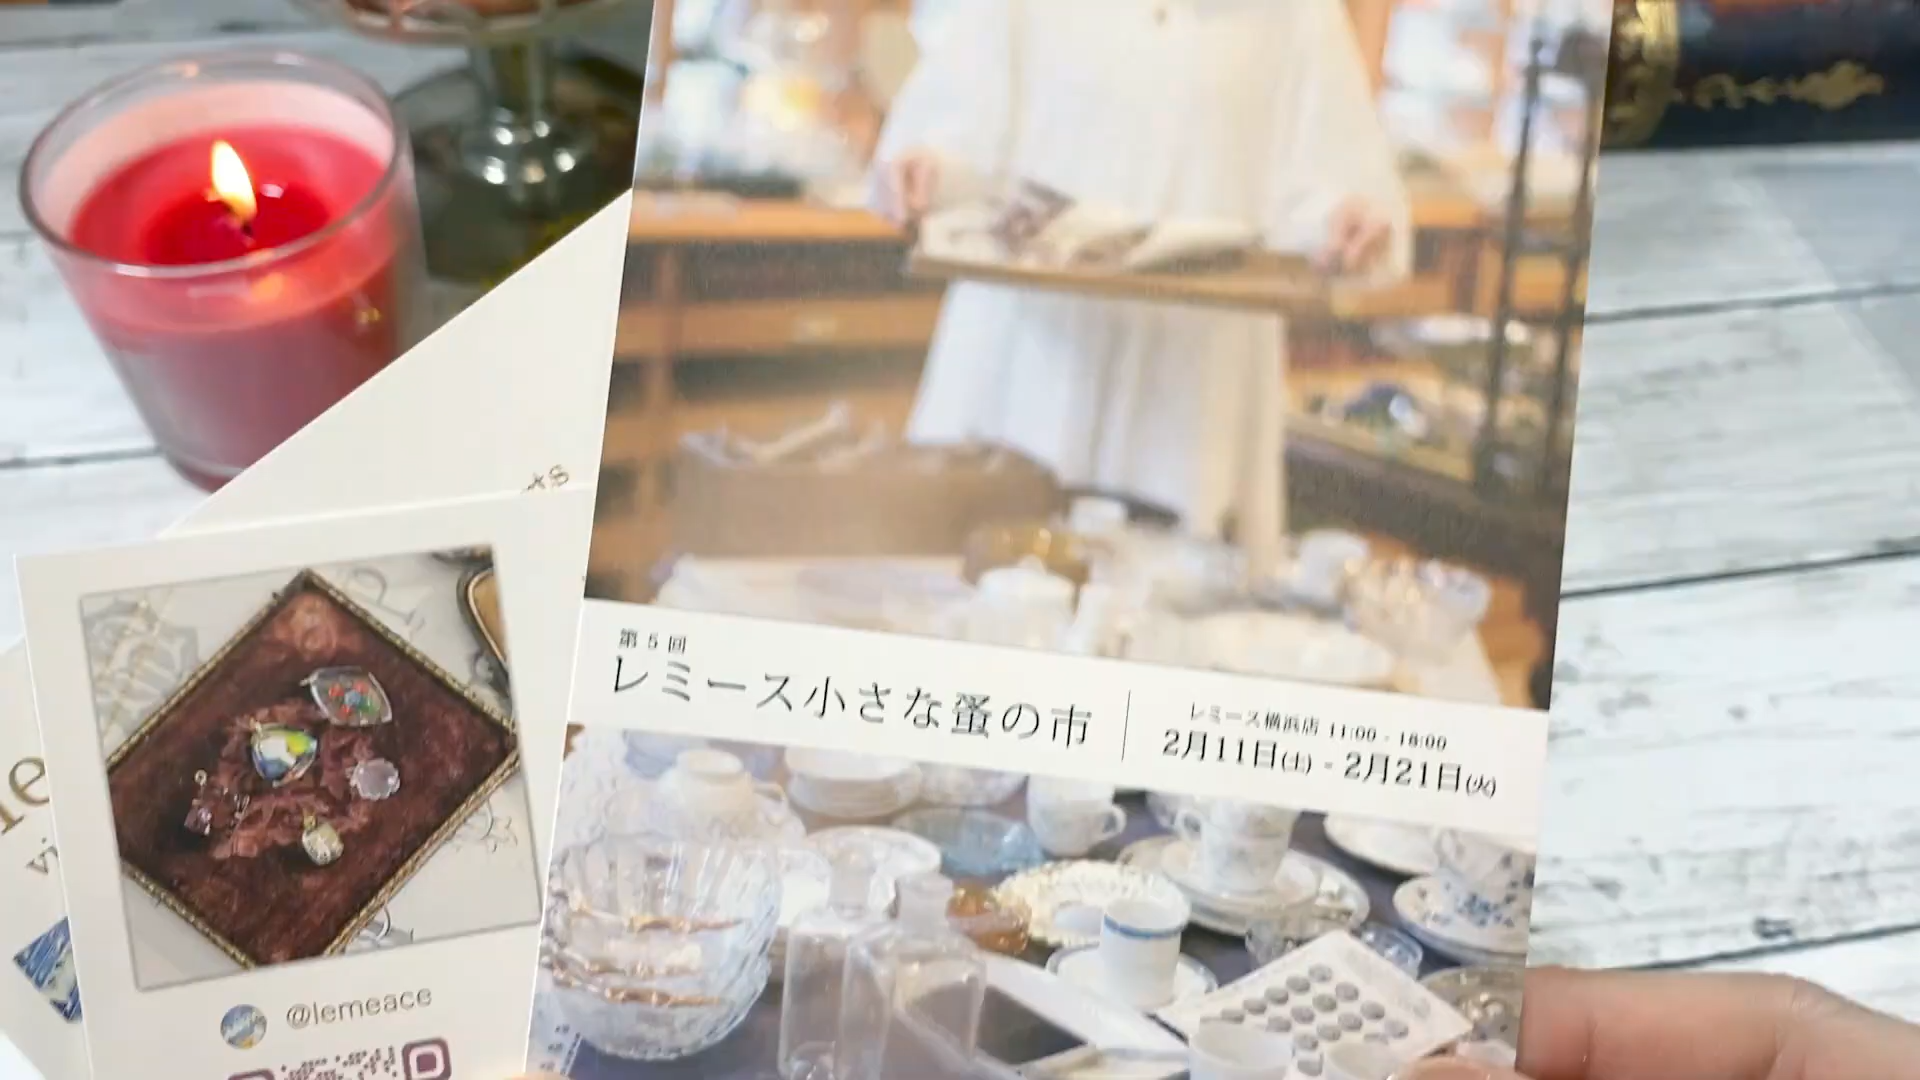 第5回
レミース小さな蚤の市
レミース横浜店 11:00 - 18:00
2月11日(土) - 2月21日(火)
@lemeace